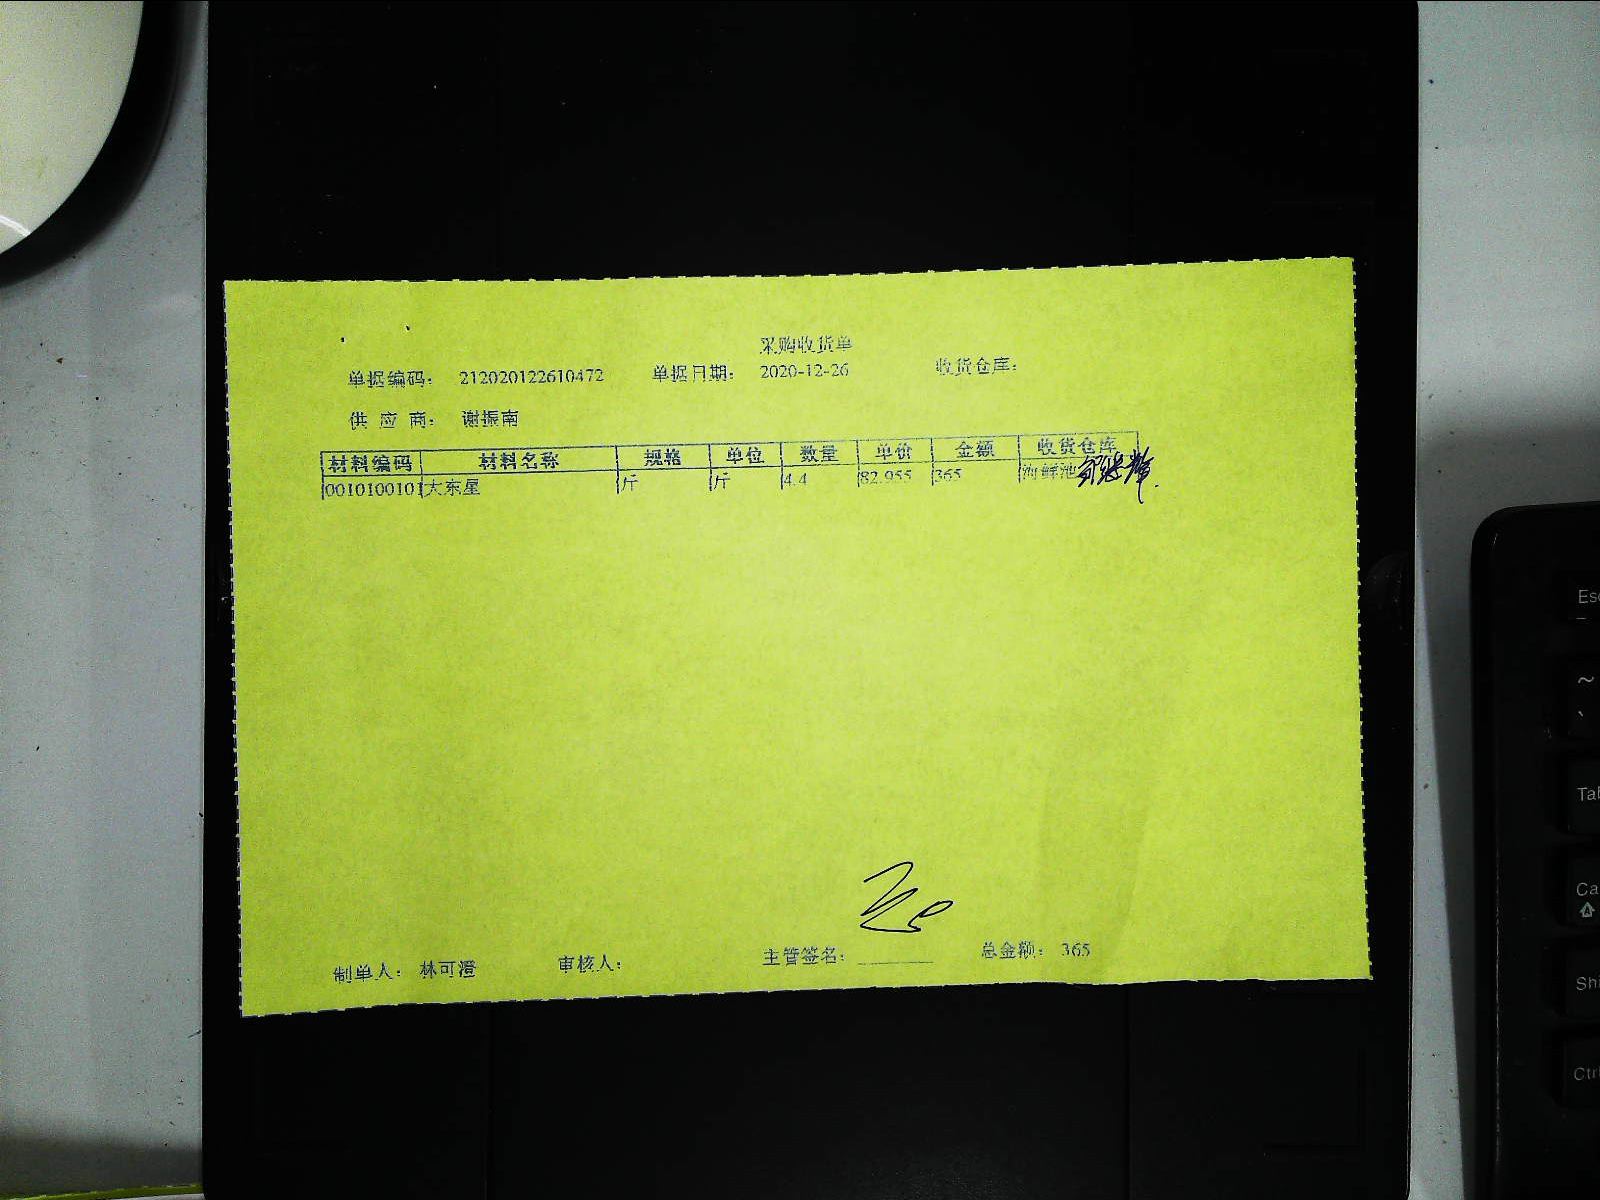 采购收货单
单据编码： 212020122610472 单据日期： 2020-12-26 收货仓库：
供 应 商： 谢振南
材料编码 材料名称 规格 单位 数量 单价 金额 收货仓库
0010100101 大东星 斤 斤 4.4 82.955 365 海鲜池
制单人： 林可澄 审核人： 主管签名： 总金额： 365
Esc
~
`
Tab
Ca
Shi
Ctrl